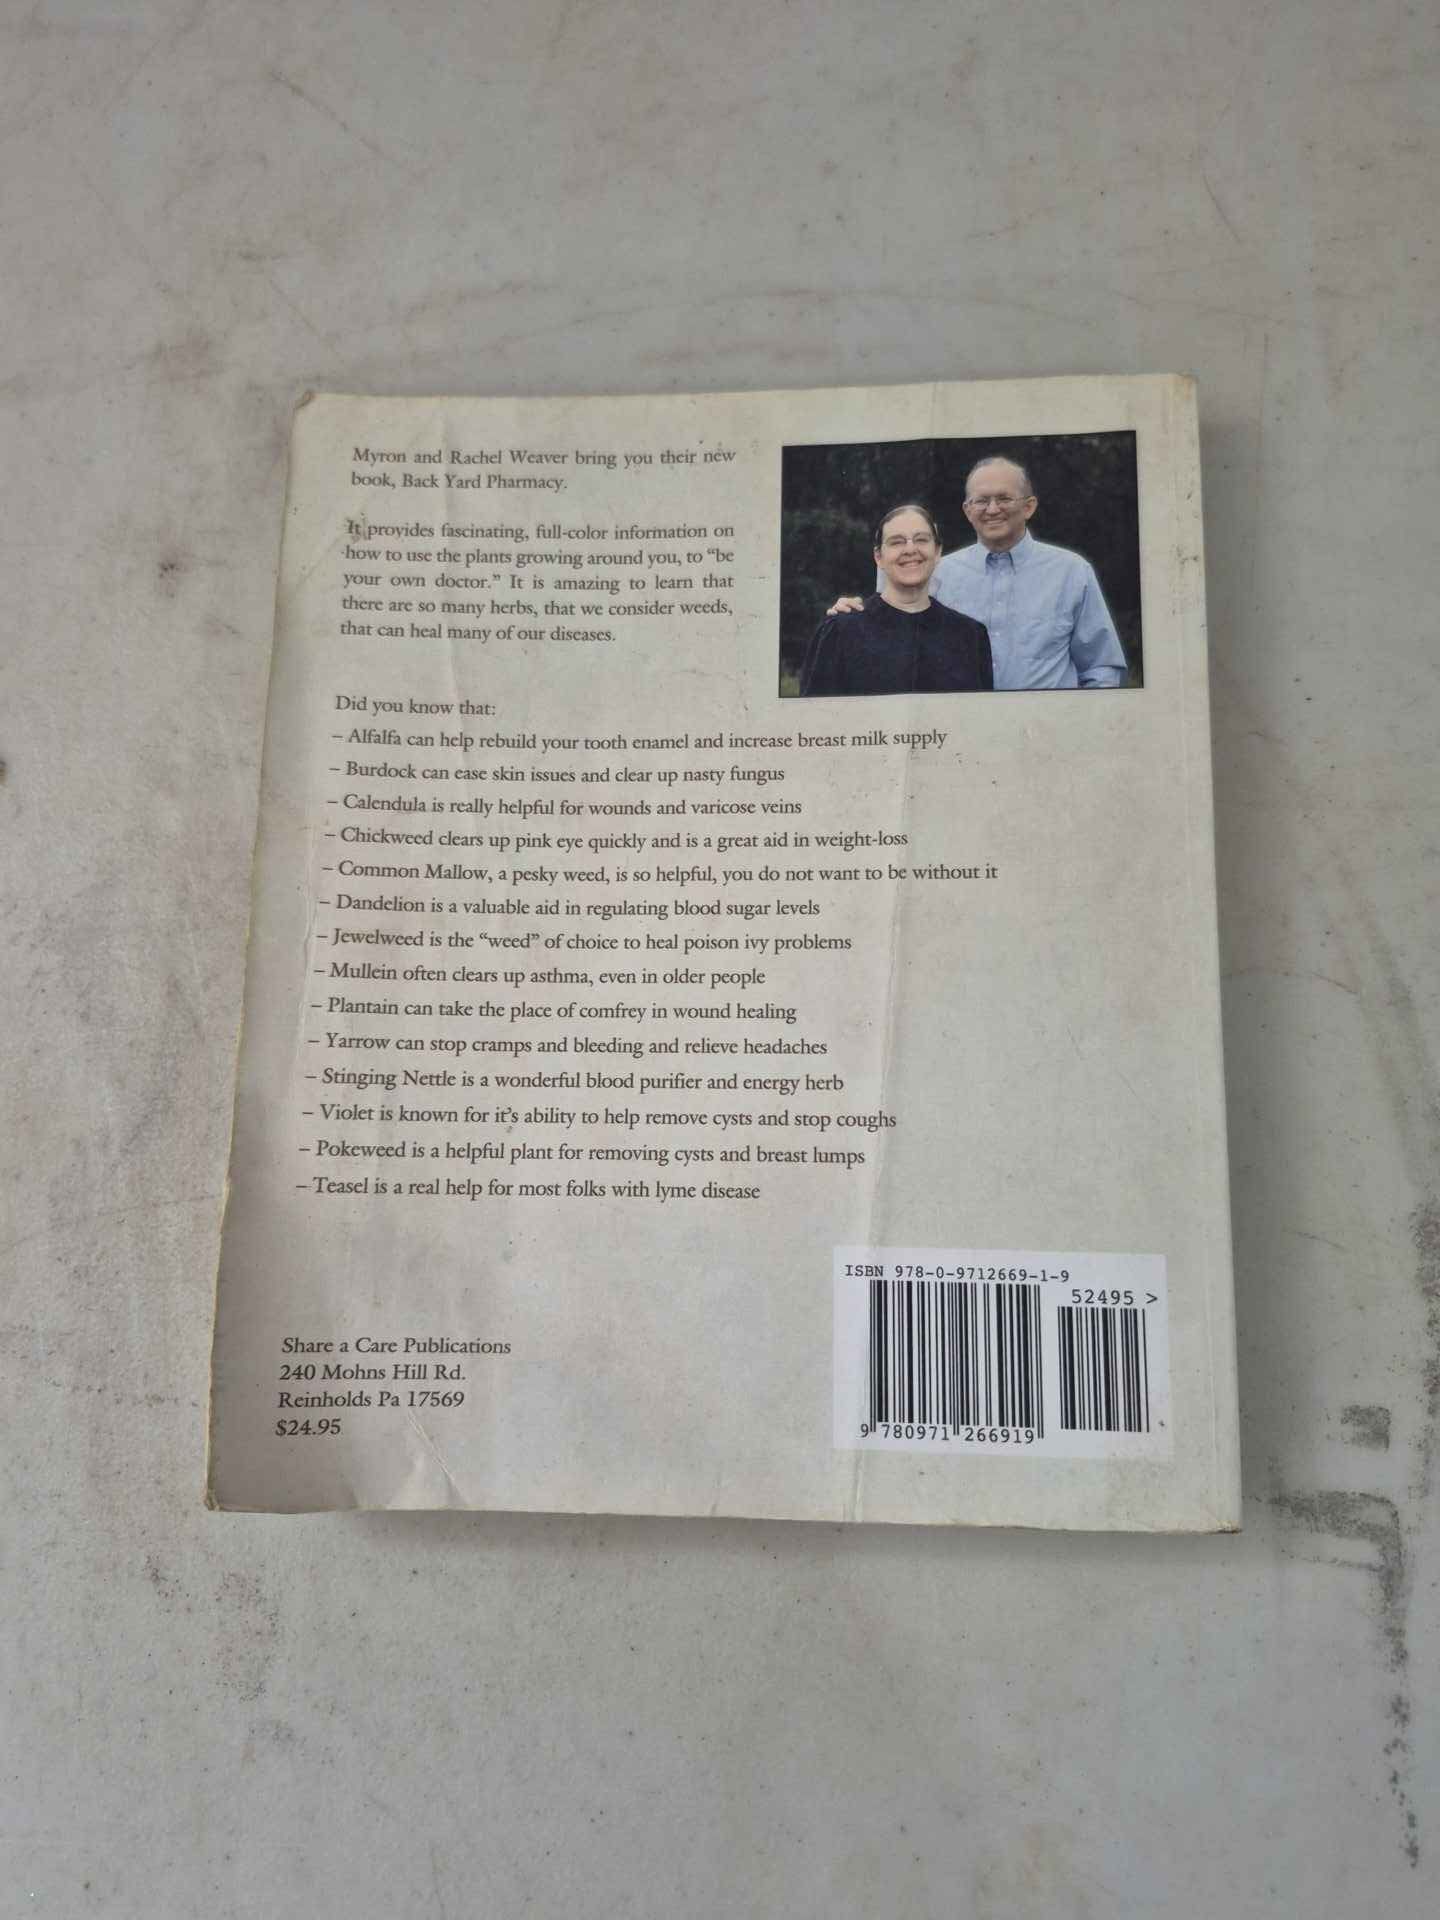 Myron and Rachel Weaver bring you their new
book, Back Yard Pharmacy.
It provides fascinating, full-color information on
how to use the plants growing around you, to “be
your own doctor.” It is amazing to learn that
there are so many herbs, that we consider weeds,
that can heal many of our diseases.
Did you know that:
– Alfalfa can help rebuild your tooth enamel and increase breast milk supply
– Burdock can ease skin issues and clear up nasty fungus
– Calendula is really helpful for wounds and varicose veins
– Chickweed clears up pink eye quickly and is a great aid in weight-loss
– Common Mallow, a pesky weed, is so helpful, you do not want to be without it
– Dandelion is a valuable aid in regulating blood sugar levels
– Jewelweed is the “weed” of choice to heal poison ivy problems
– Mullein often clears up asthma, even in older people
– Plantain can take the place of comfrey in wound healing
– Yarrow can stop cramps and bleeding and relieve headaches
– Stinging Nettle is a wonderful blood purifier and energy herb
– Violet is known for it’s ability to help remove cysts and stop coughs
– Pokeweed is a helpful plant for removing cysts and breast lumps
– Teasel is a real help for most folks with lyme disease
Share a Care Publications
240 Mohns Hill Rd.
Reinholds Pa 17569
$24.95
ISBN 978-0-9712669-1-9
52495 >
9 780971 266919